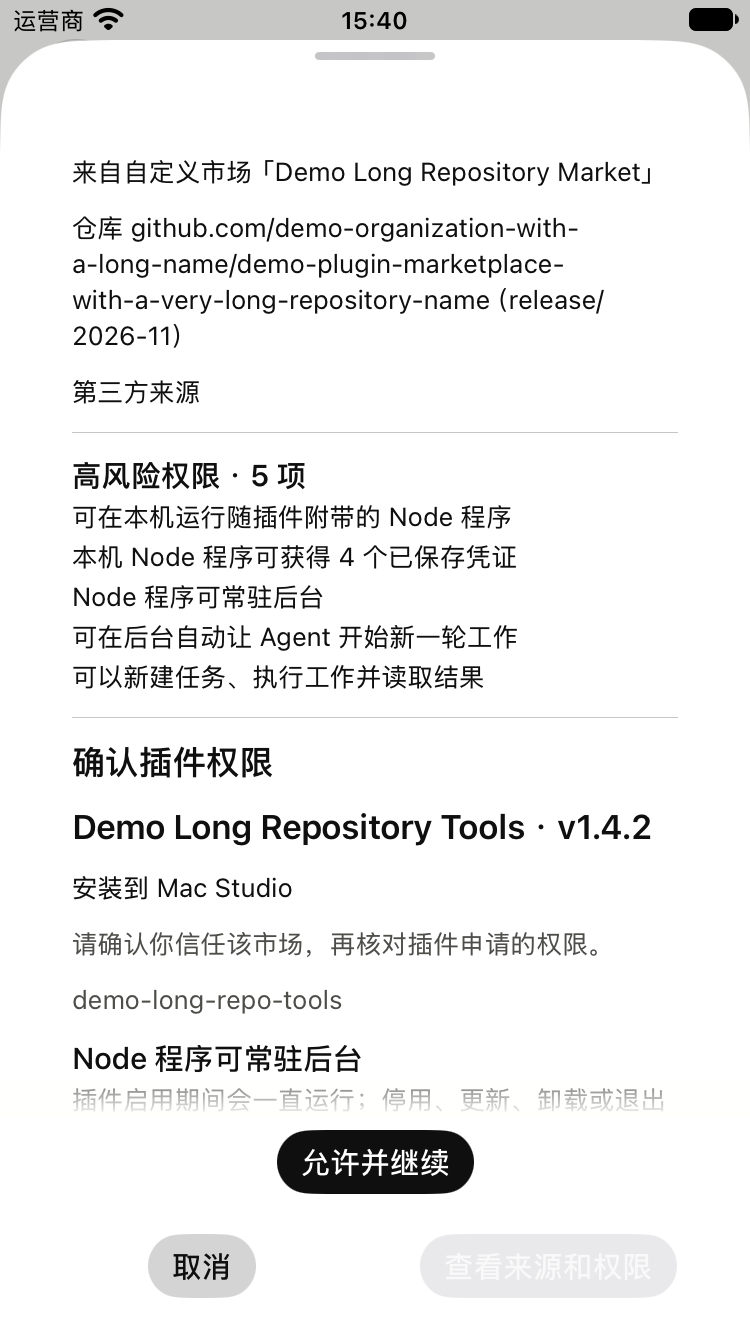 运营商
15:40
来自自定义市场「Demo Long Repository Market」
仓库 github.com/demo-organization-with-
a-long-name/demo-plugin-marketplace-
with-a-very-long-repository-name (release/
2026-11)
第三方来源
高风险权限 · 5 项
可在本机运行随插件附带的 Node 程序
本机 Node 程序可获得 4 个已保存凭证
Node 程序可常驻后台
可在后台自动让 Agent 开始新一轮工作
可以新建任务、执行工作并读取结果
确认插件权限
Demo Long Repository Tools · v1.4.2
安装到 Mac Studio
请确认你信任该市场，再核对插件申请的权限。
demo-long-repo-tools
Node 程序可常驻后台
插件启用期间会一直运行；停用、更新、卸载或退出
允许并继续
取消
查看来源和权限